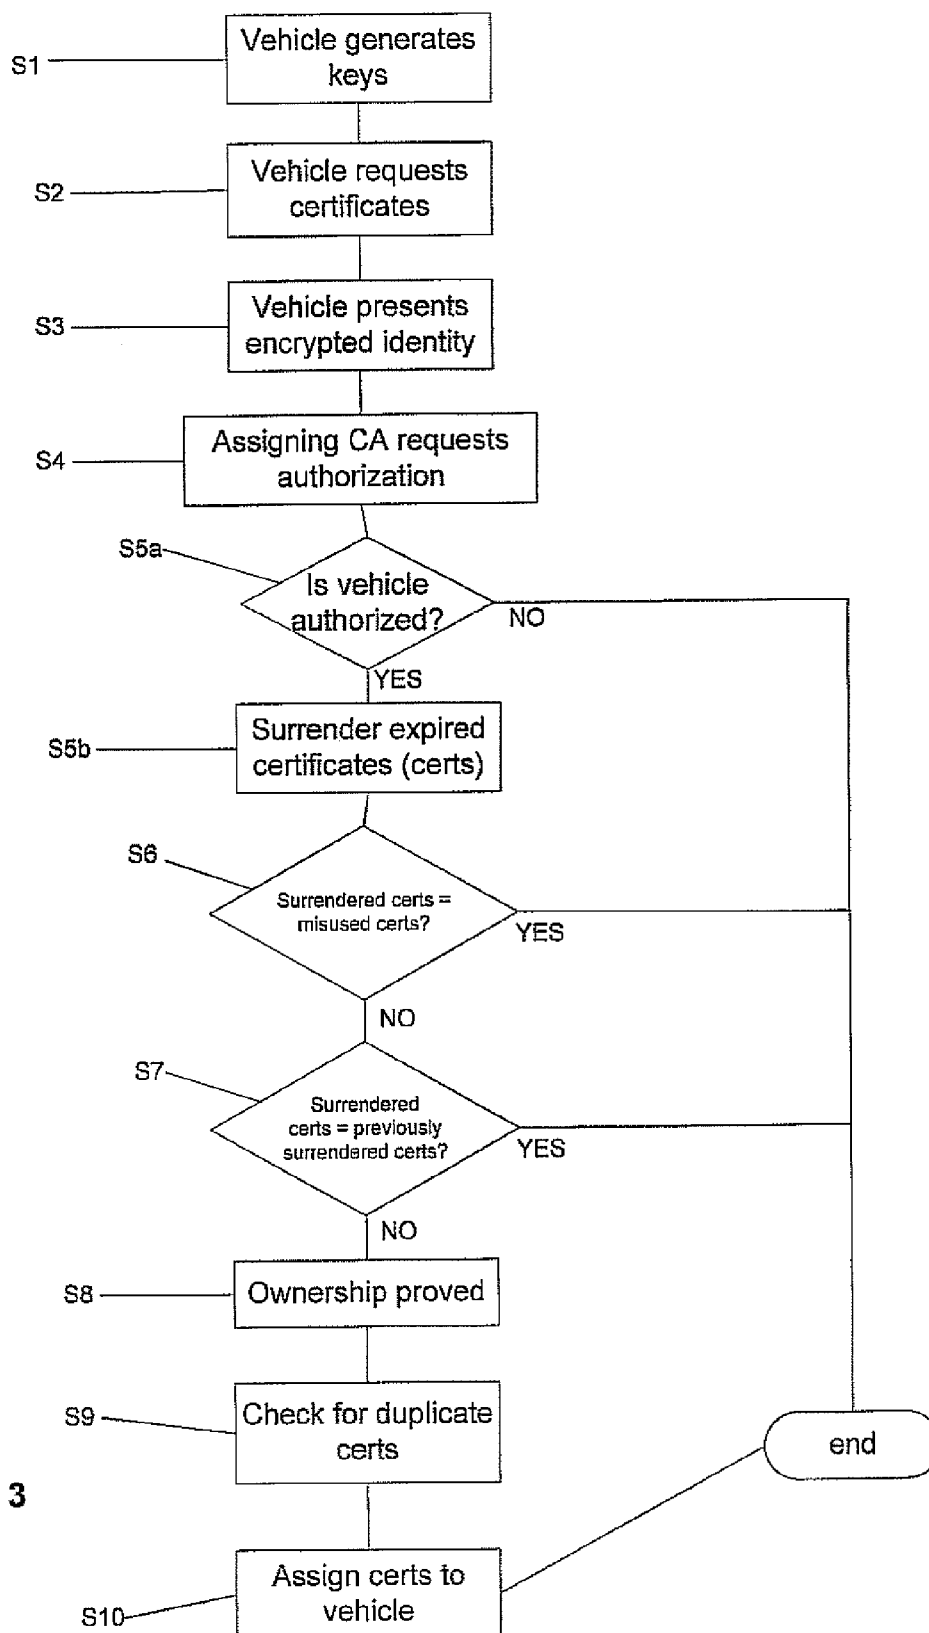 Vehicle generates
keys
S1
Vehicle requests
certificates
S2
Vehicle presents
encrypted identity
S3
Assigning CA requests
authorization
S4
S5a
Is vehicle
authorized?
NO
YES
Surrender expired
certificates (certs)
S5b
S6
Surrendered certs =
misused certs?
YES
NO
S7
Surrendered
certs = previously
surrendered certs?
YES
NO
Ownership proved
S8
Check for duplicate
certs
S9
end
3
Assign certs to
vehicle
S10